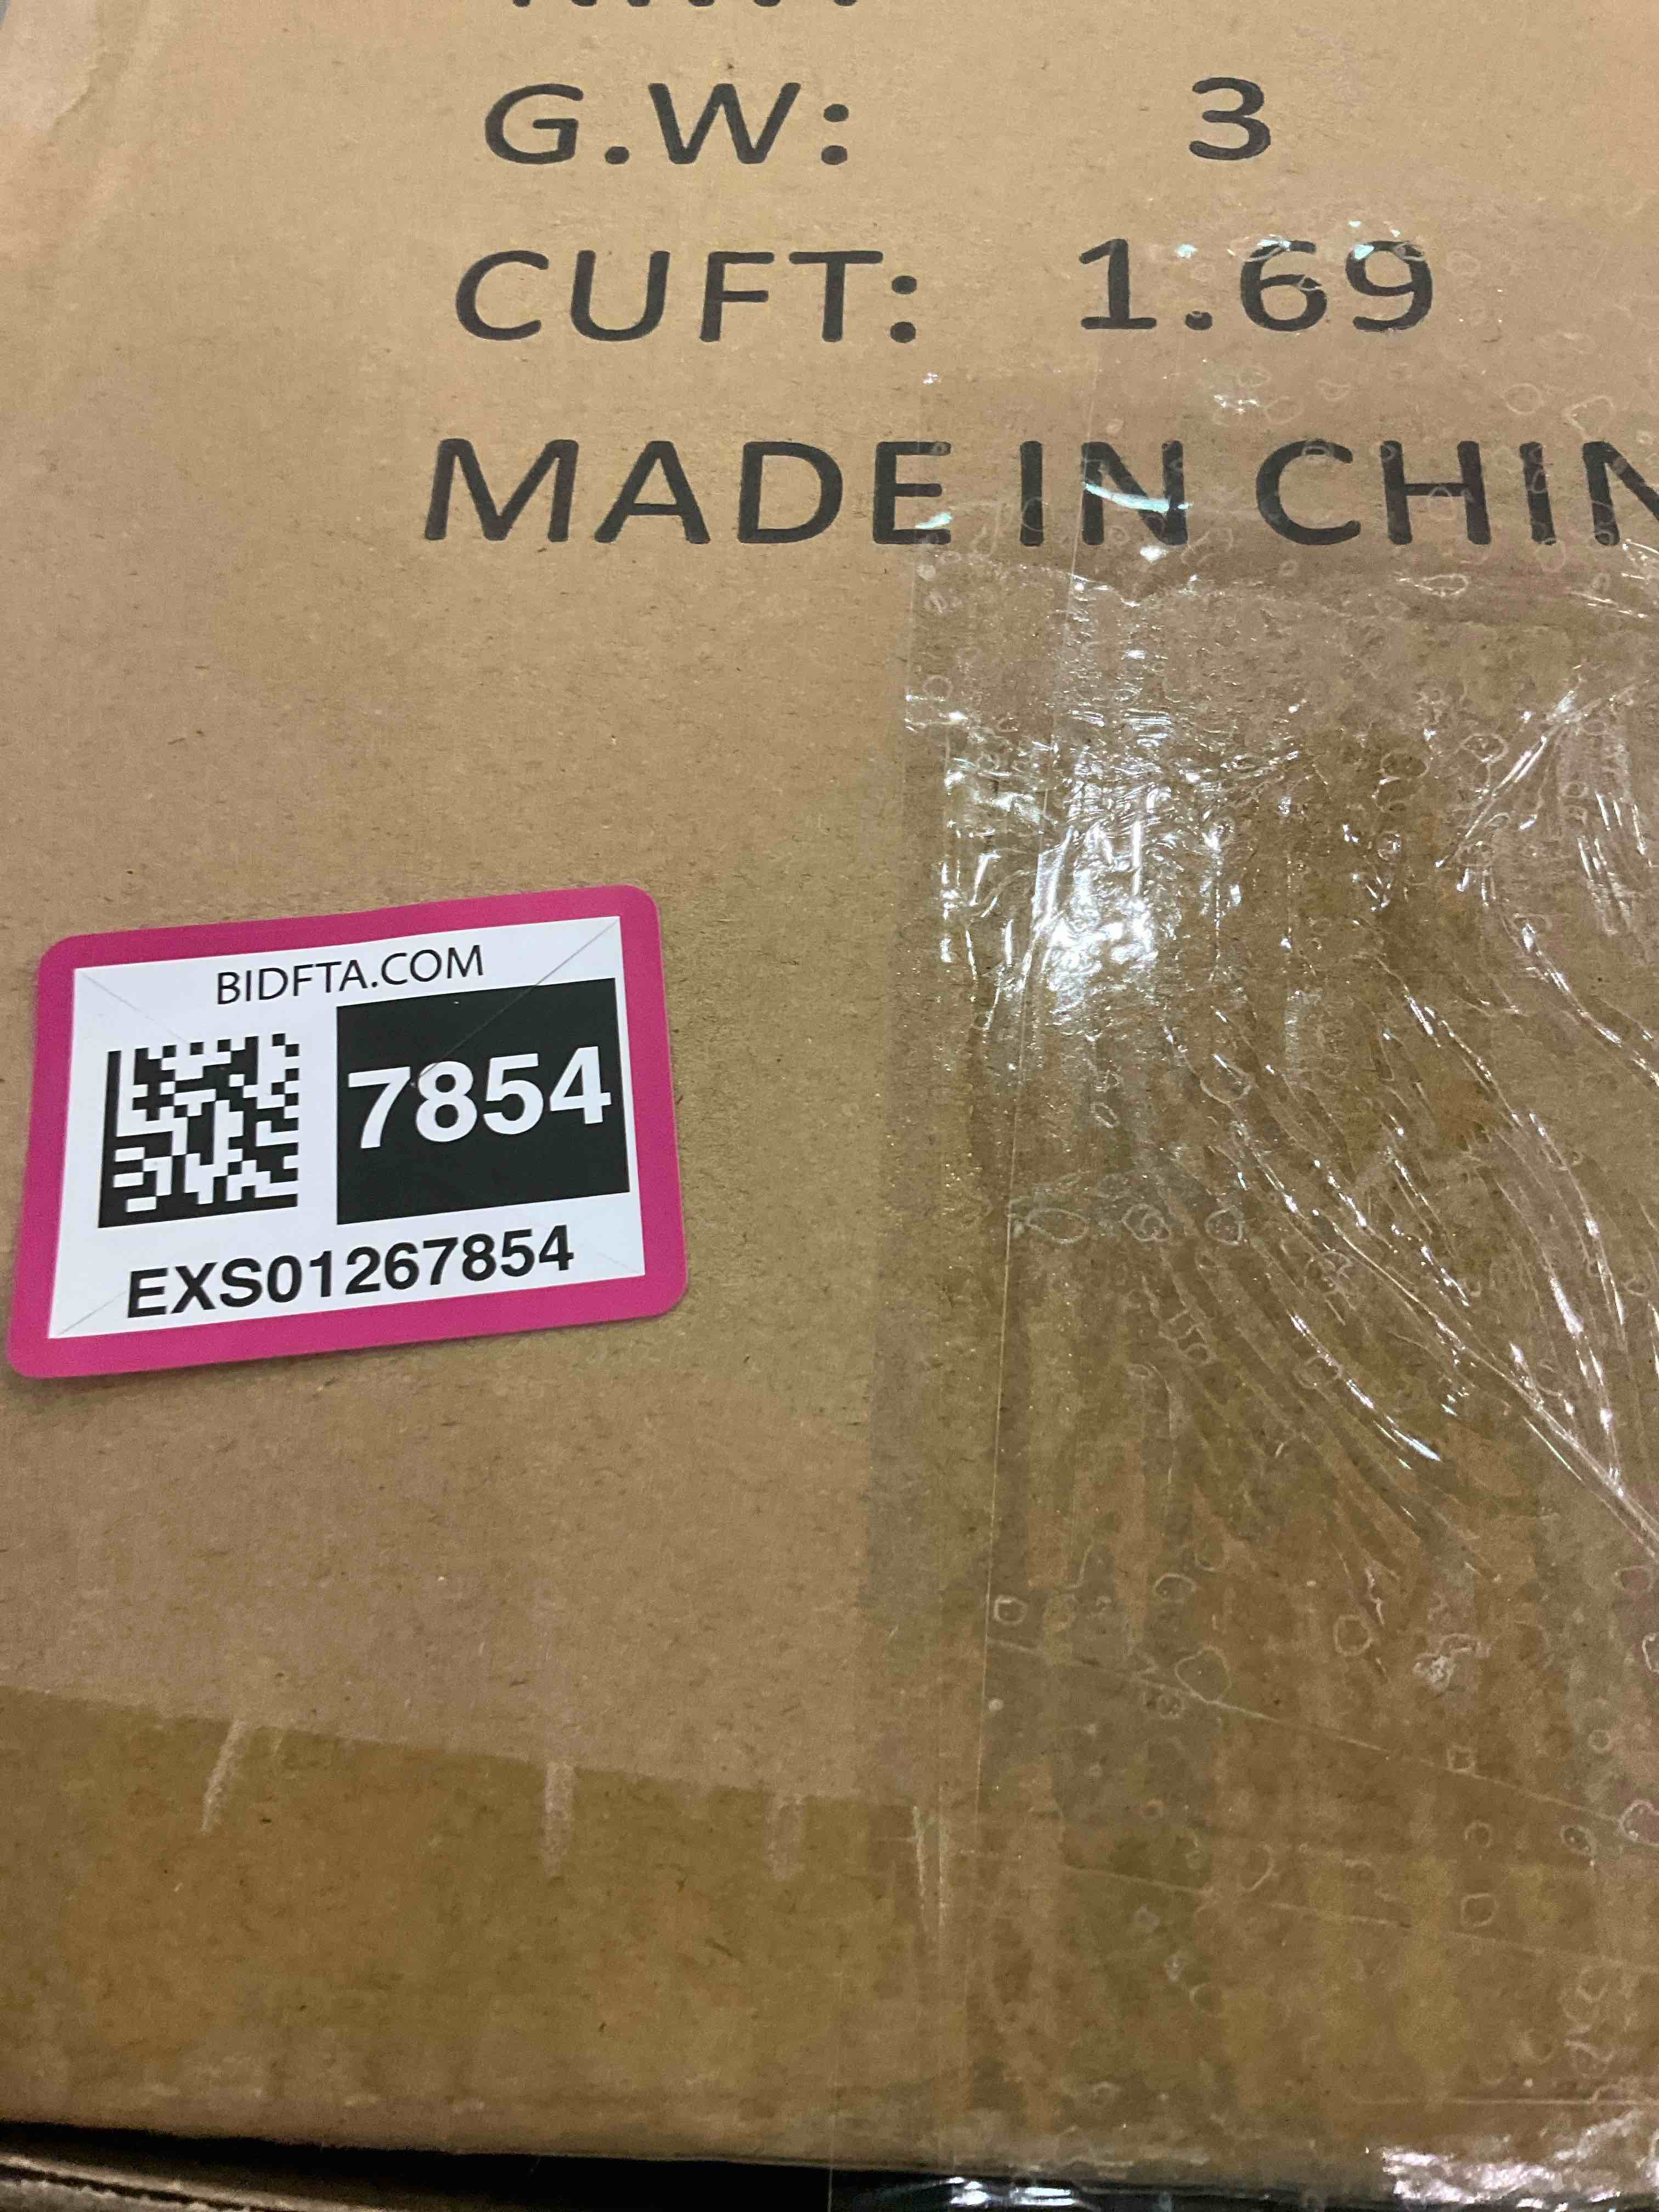 G.W: 3
CUFT: 1.69
MADE IN CHIN
BIDFTA.COM
7854
EXS01267854